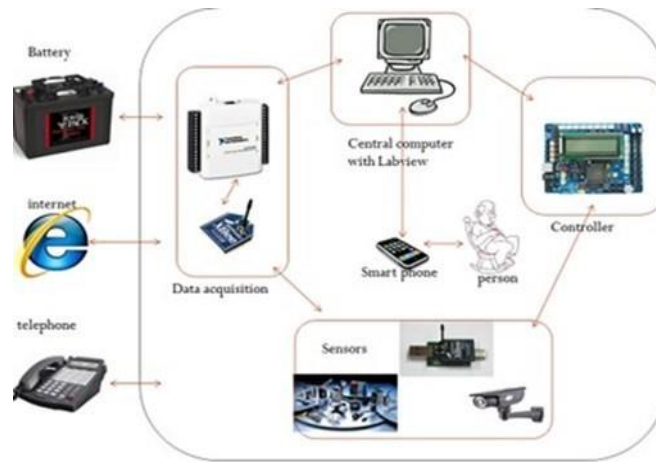 Battery
internet
telephone
Data acquisition
Central computer
with Labview
Smart phone
person
Controller
Sensors